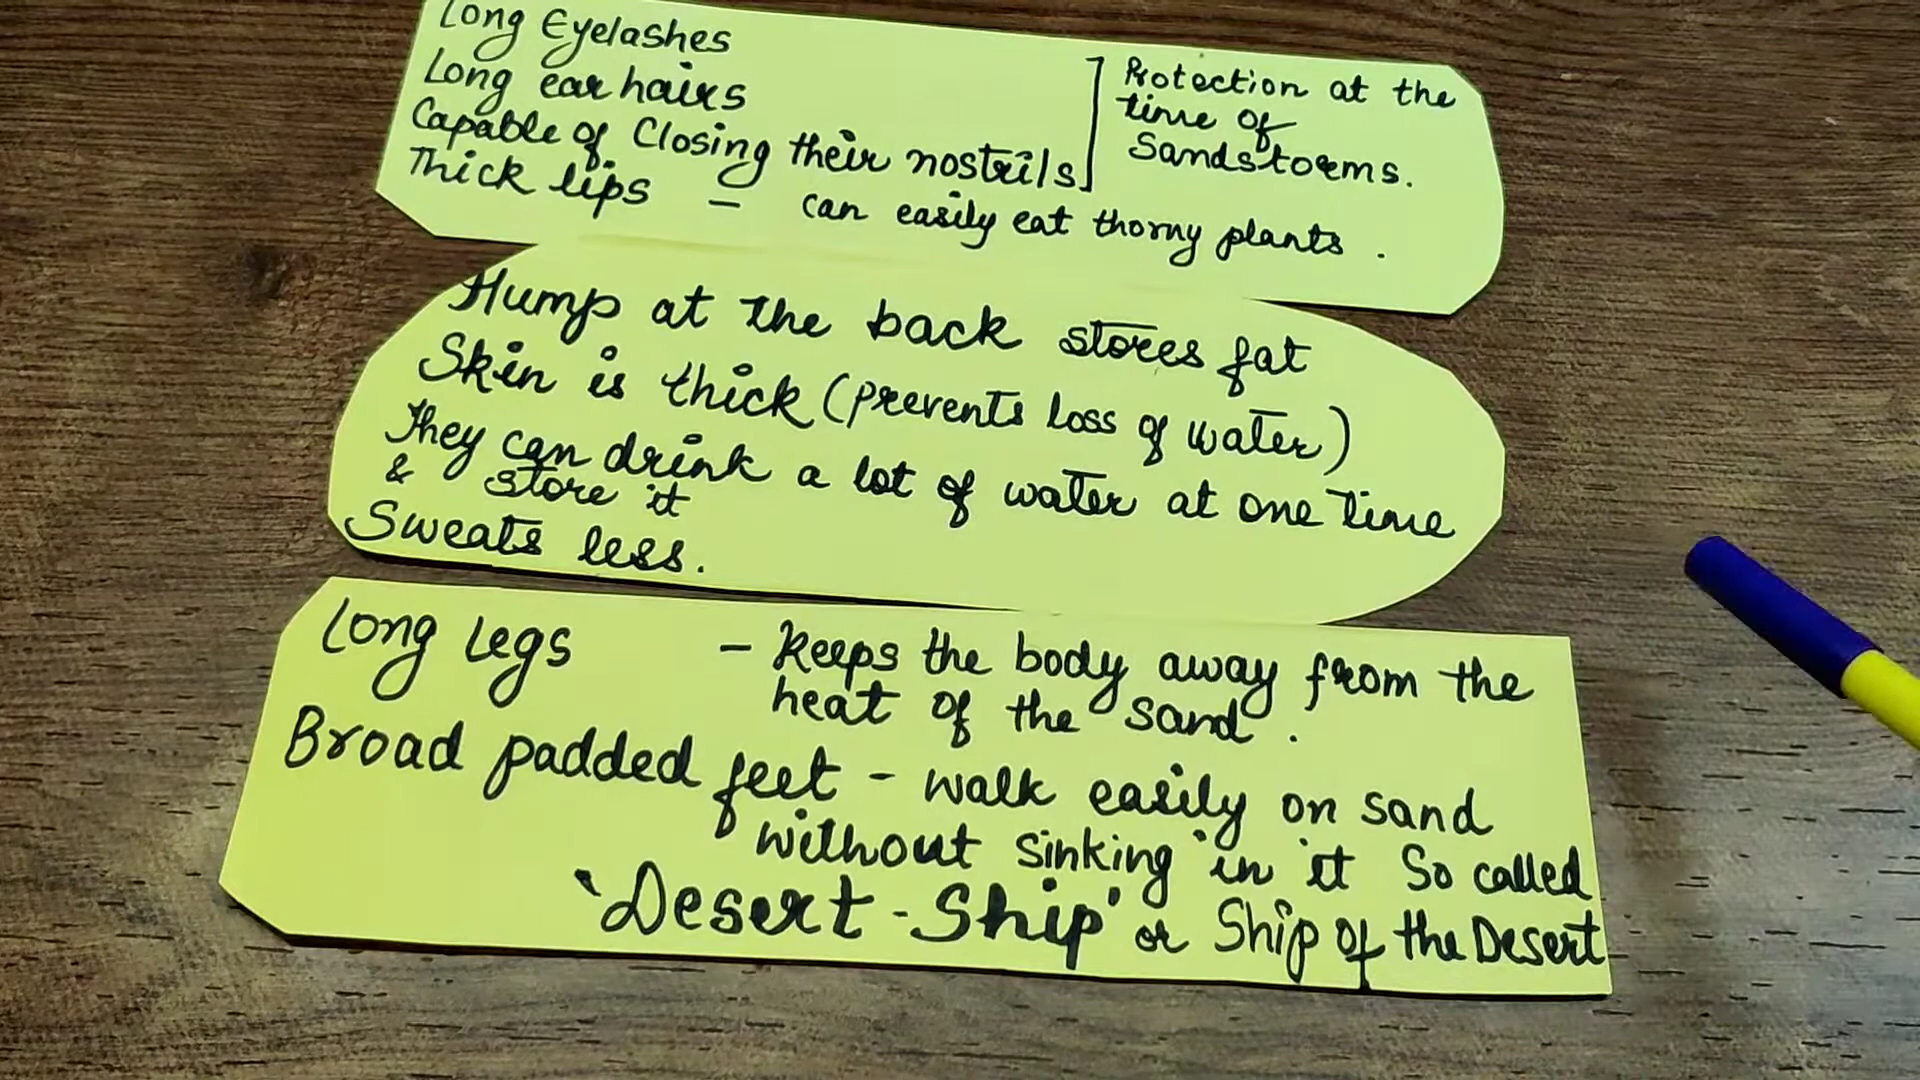 Long Eyelashes
Long ear hairs
Capable of Closing their nostrils
Protection at the
time of
Sandstorms.
Thick lips - can easily eat thorny plants.
Hump at the back stores fat
Skin is thick (prevents loss of water)
They can drink a lot of water at one time
& store it
Sweats less.
Long Legs - keeps the body away from the
heat of the sand.
Broad padded feet - walk easily on sand
without sinking in it So called
'Desert-Ship' or Ship of the Desert